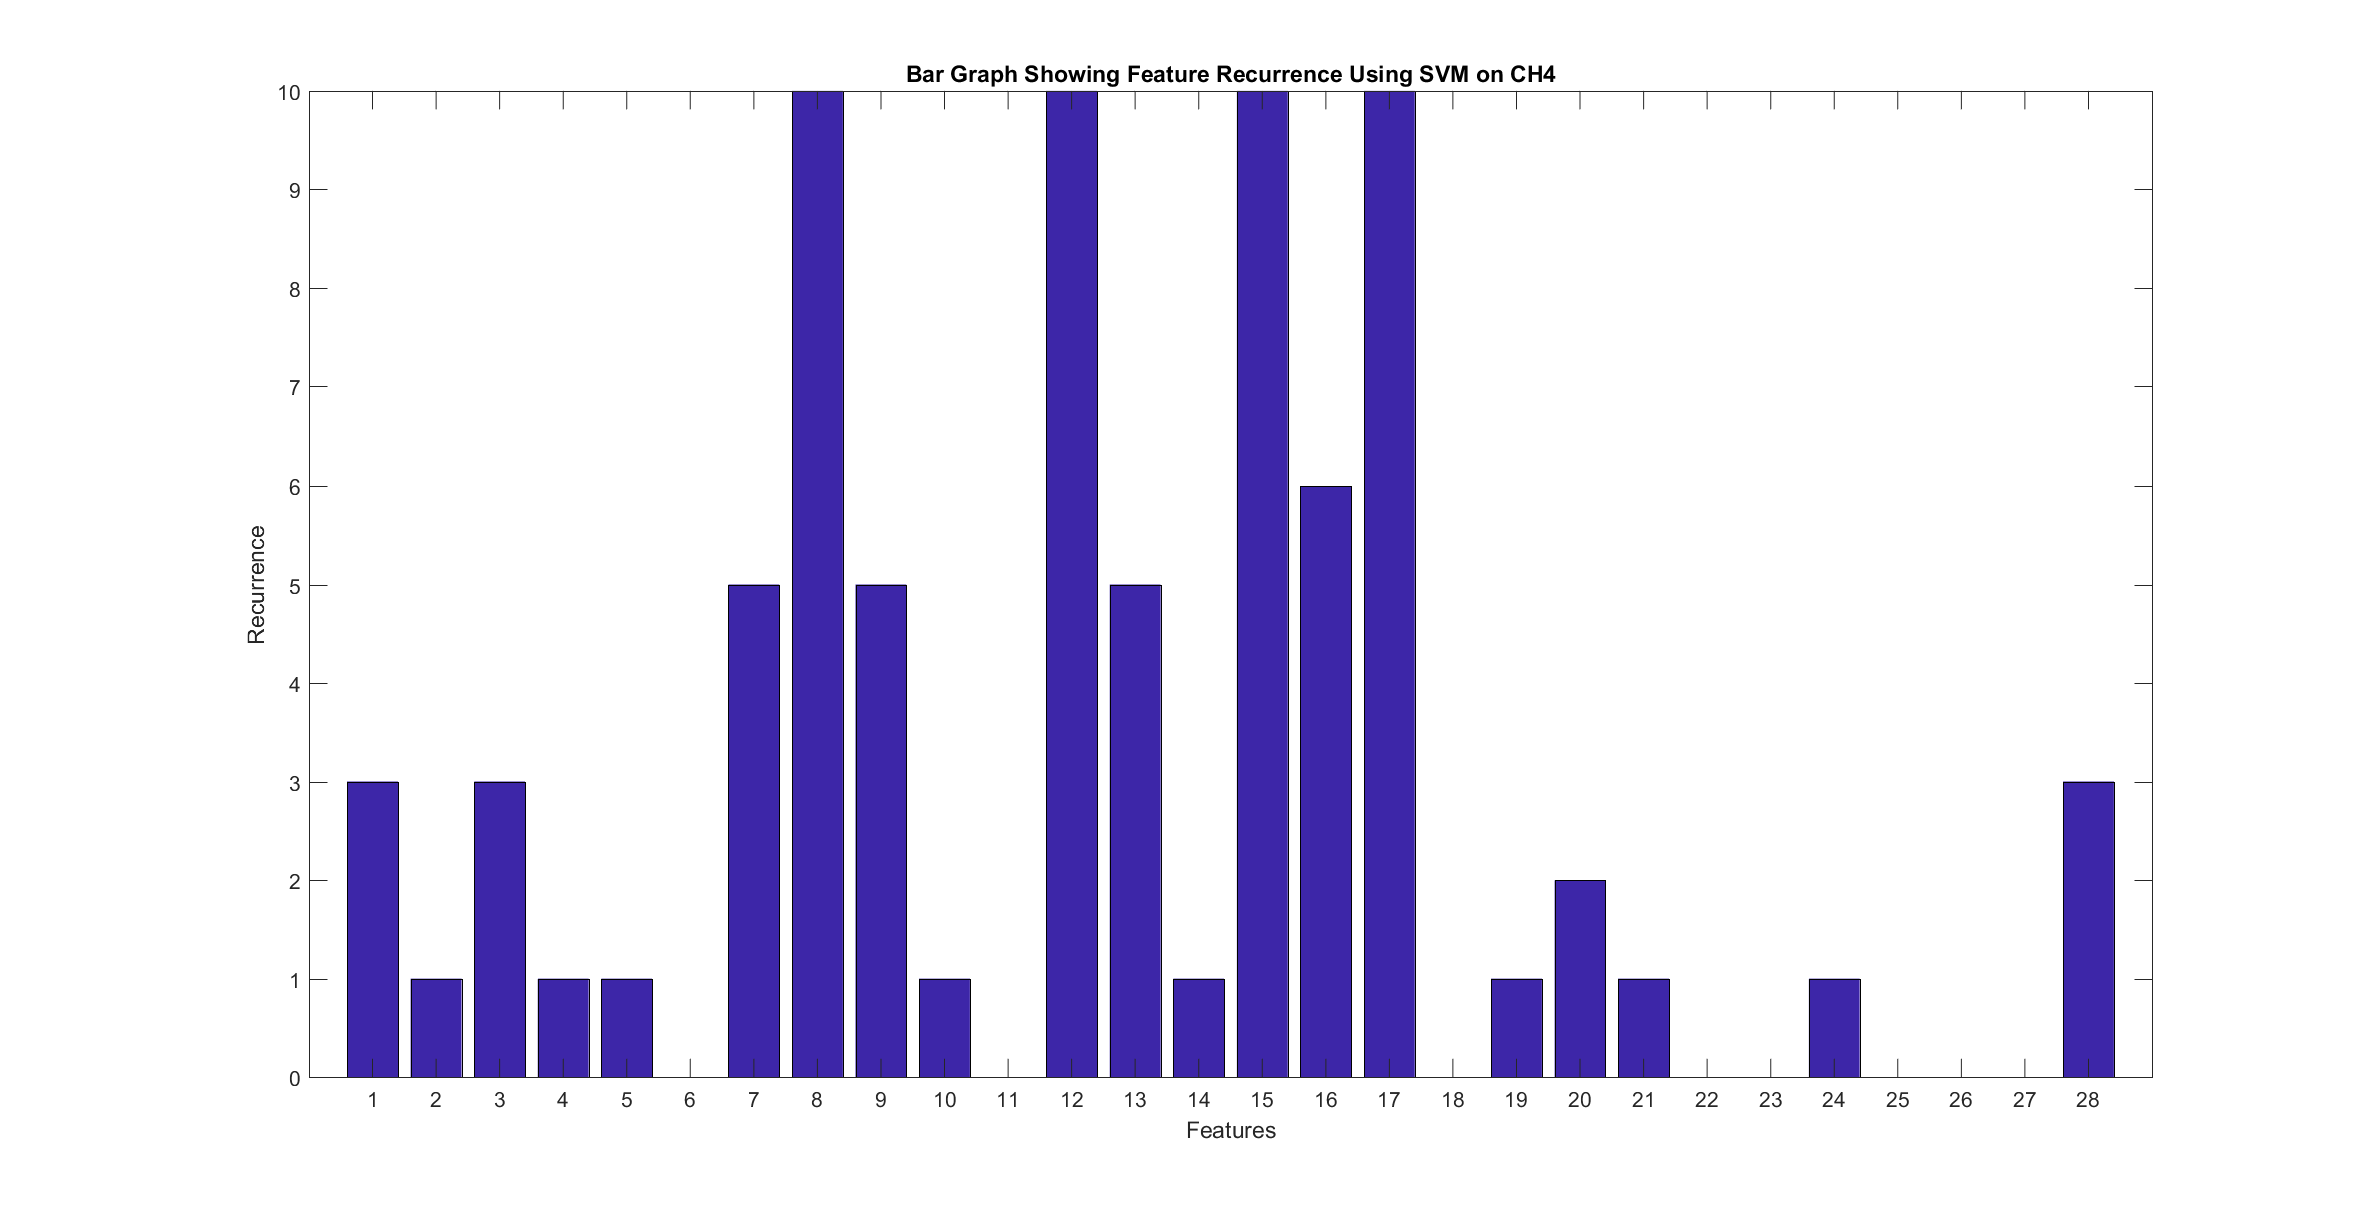 Bar Graph Showing Feature Recurrence Using SVM on CH4
10
9
8
7
6
5
4
3
2
1
0
Recurrence
1 2 3 4 5 6 7 8 9 10 11 12 13 14 15 16 17 18 19 20 21 22 23 24 25 26 27 28
Features